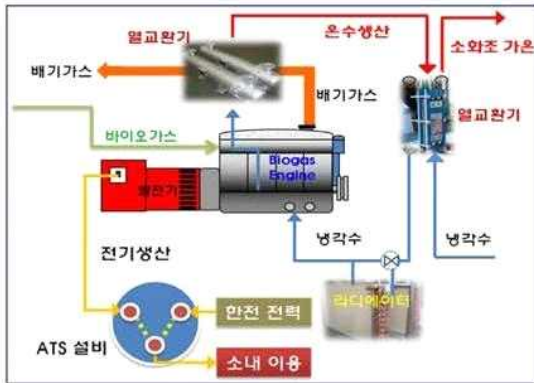 열교환기
온수생산
소화조 가온
배기가스
배기가스
열교환기
바이오가스
Biogas
Engine
발전기
냉각수
냉각수
전기생산
라디에이터
한전 전력
ATS 설비
소내 이용